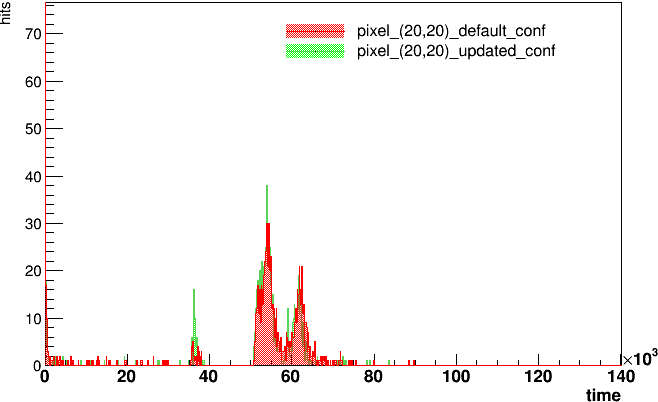 hits
pixel_(20,20)_default_conf
pixel_(20,20)_updated_conf
70
60
50
40
30
20
10
0
0 20 40 60 80 100 120 140
×10³
time